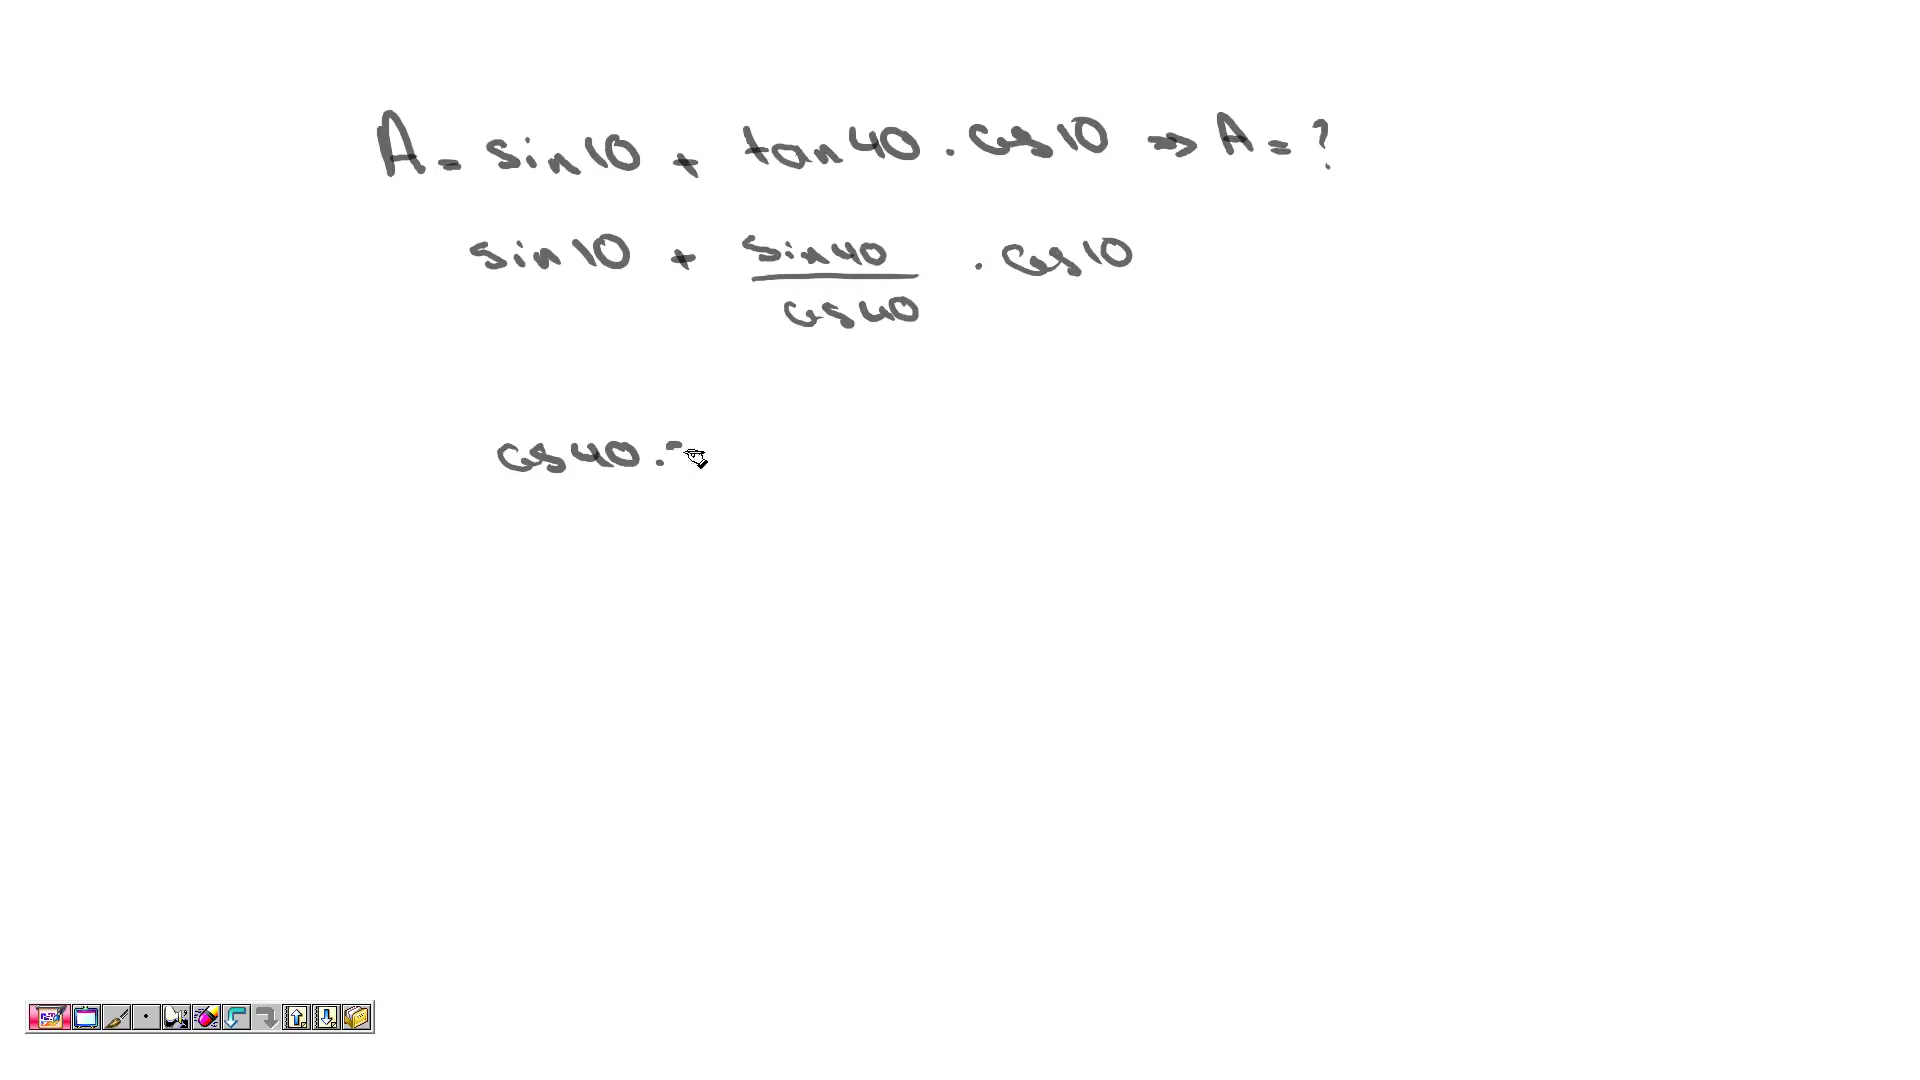 A = sin10 + tan40 . cos10 ⇒ A = ?
sin10 + sin40 / cos40 . cos10
cos40 .